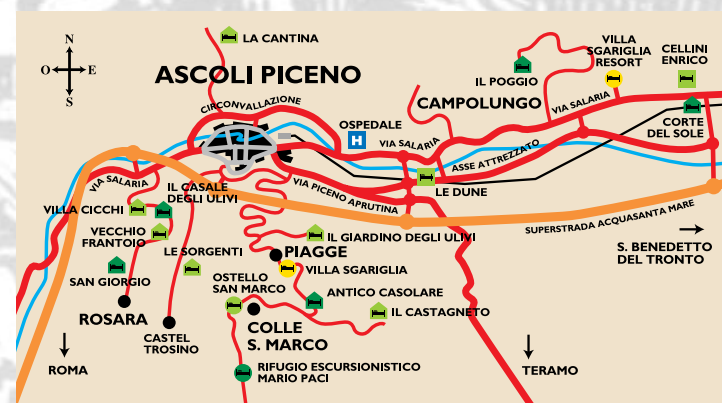 N
O E
S
LA CANTINA
ASCOLI PICENO
CIRCONVALLAZIONE
OSPEDALE
H
CAMPOLUNGO
IL POGGIO
VILLA
SGARIGLIA
RESORT
CELLINI
ENRICO
VIA SALARIA
CORTE
DEL SOLE
VIA SALARIA
ASSE ATTREZZATO
LE DUNE
VIA SALARIA
IL CASALE
DEGLI ULIVI
VIA PICENO APRUTINA
VILLA CICCHI
VECCHIO
FRANTOIO
LE SORGENTI
IL GIARDINO DEGLI ULIVI
SUPERSTRADA ACQUASANTA MARE
PIAGGE
S. BENEDETTO
DEL TRONTO
VILLA SGARIGLIA
SAN GIORGIO
OSTELLO
SAN MARCO
ANTICO CASOLARE
IL CASTAGNETO
ROSARA
CASTEL
TROSINO
COLLE
S. MARCO
ROMA
RIFUGIO ESCURSIONISTICO
MARIO PACI
TERAMO